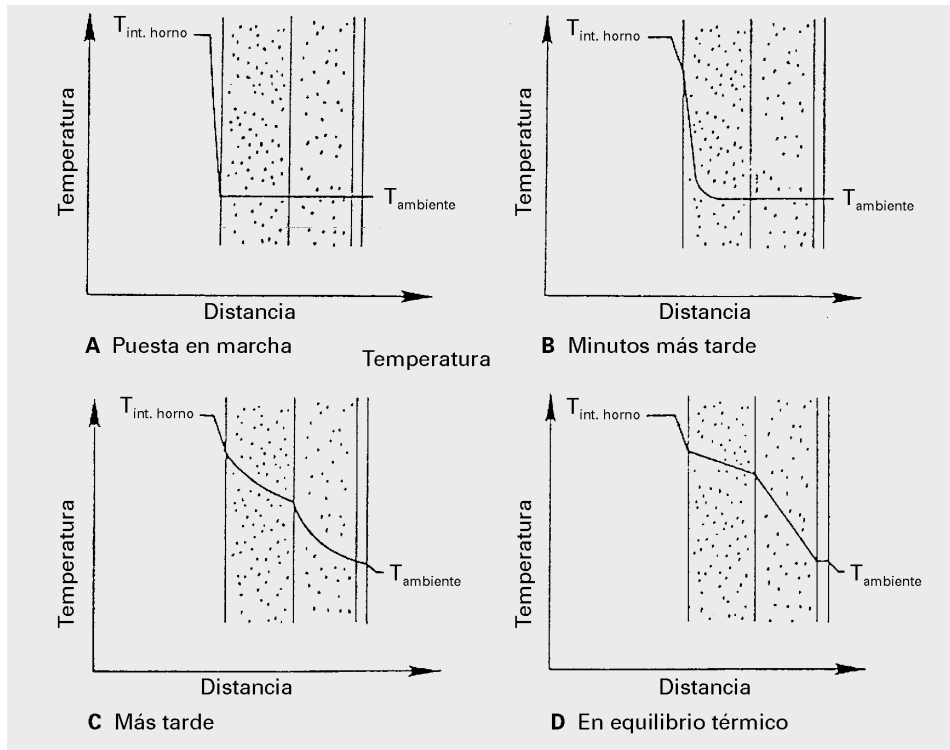 T int. horno
Temperatura
T ambiente
Distancia
A Puesta en marcha
T int. horno
Temperatura
T ambiente
Distancia
B Minutos más tarde
Temperatura
T int. horno
Temperatura
T ambiente
Distancia
C Más tarde
T int. horno
Temperatura
T ambiente
Distancia
D En equilibrio térmico